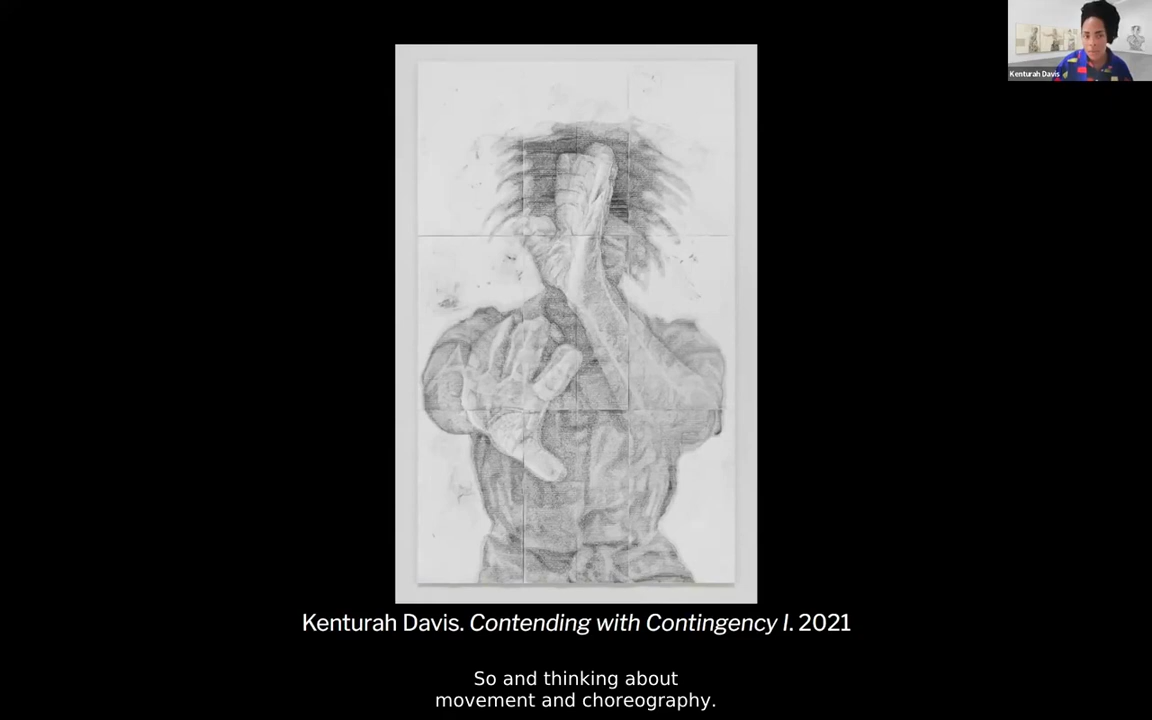 Kenturah Davis
Kenturah Davis. Contending with Contingency I. 2021
So and thinking about
movement and choreography.